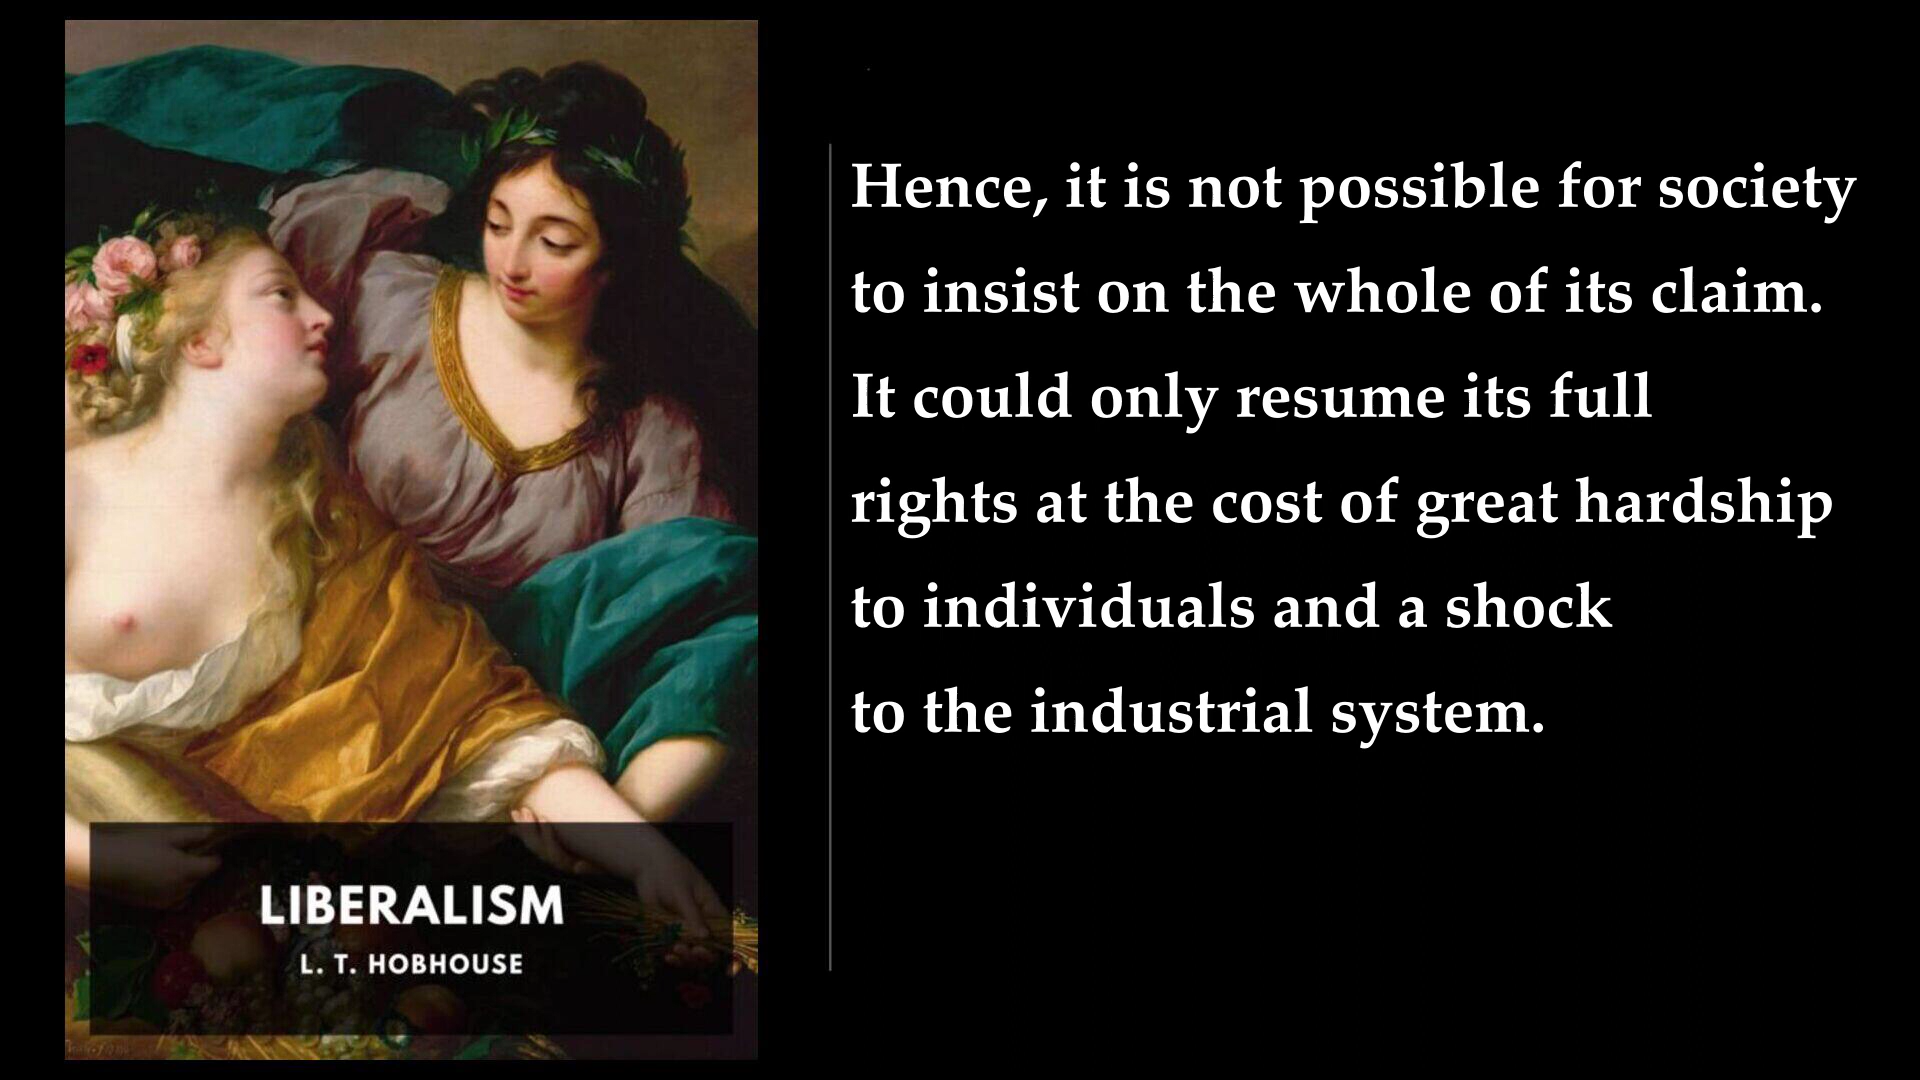 LIBERALISM
L. T. HOBHOUSE
Hence, it is not possible for society
to insist on the whole of its claim.
It could only resume its full
rights at the cost of great hardship
to individuals and a shock
to the industrial system.